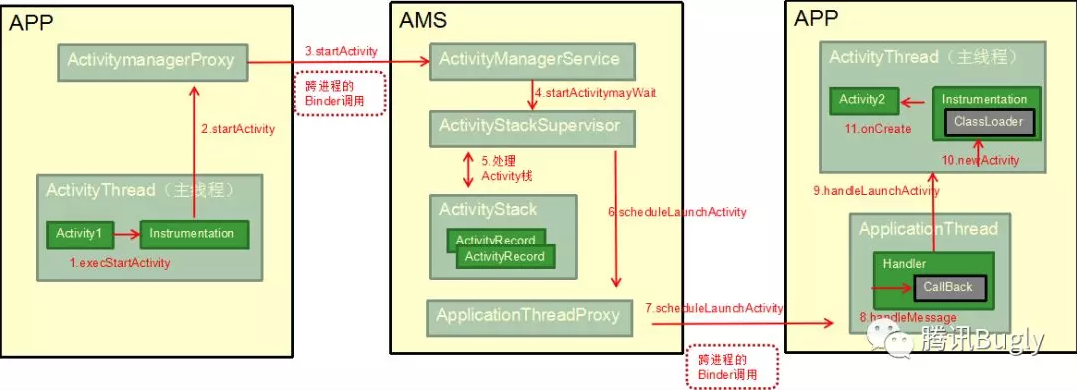 APP
ActivitymanagerProxy
2.startActivity
ActivityThread（主线程）
Activity1
Instrumentation
1.execStartActivity
3.startActivity
跨进程的
Binder调用
AMS
ActivityManagerService
4.startActivitymayWait
ActivityStackSupervisor
5.处理
Activity栈
ActivityStack
ActivityRecord
ActivityRecord
6.scheduleLaunchActivity
ApplicationThreadProxy
7.scheduleLaunchActivity
跨进程的
Binder调用
APP
ActivityThread（主线程）
Activity2
Instrumentation
ClassLoader
11.onCreate
10.newActivity
9.handleLaunchActivity
ApplicationThread
Handler
CallBack
8.handleMessage
腾讯Bugly